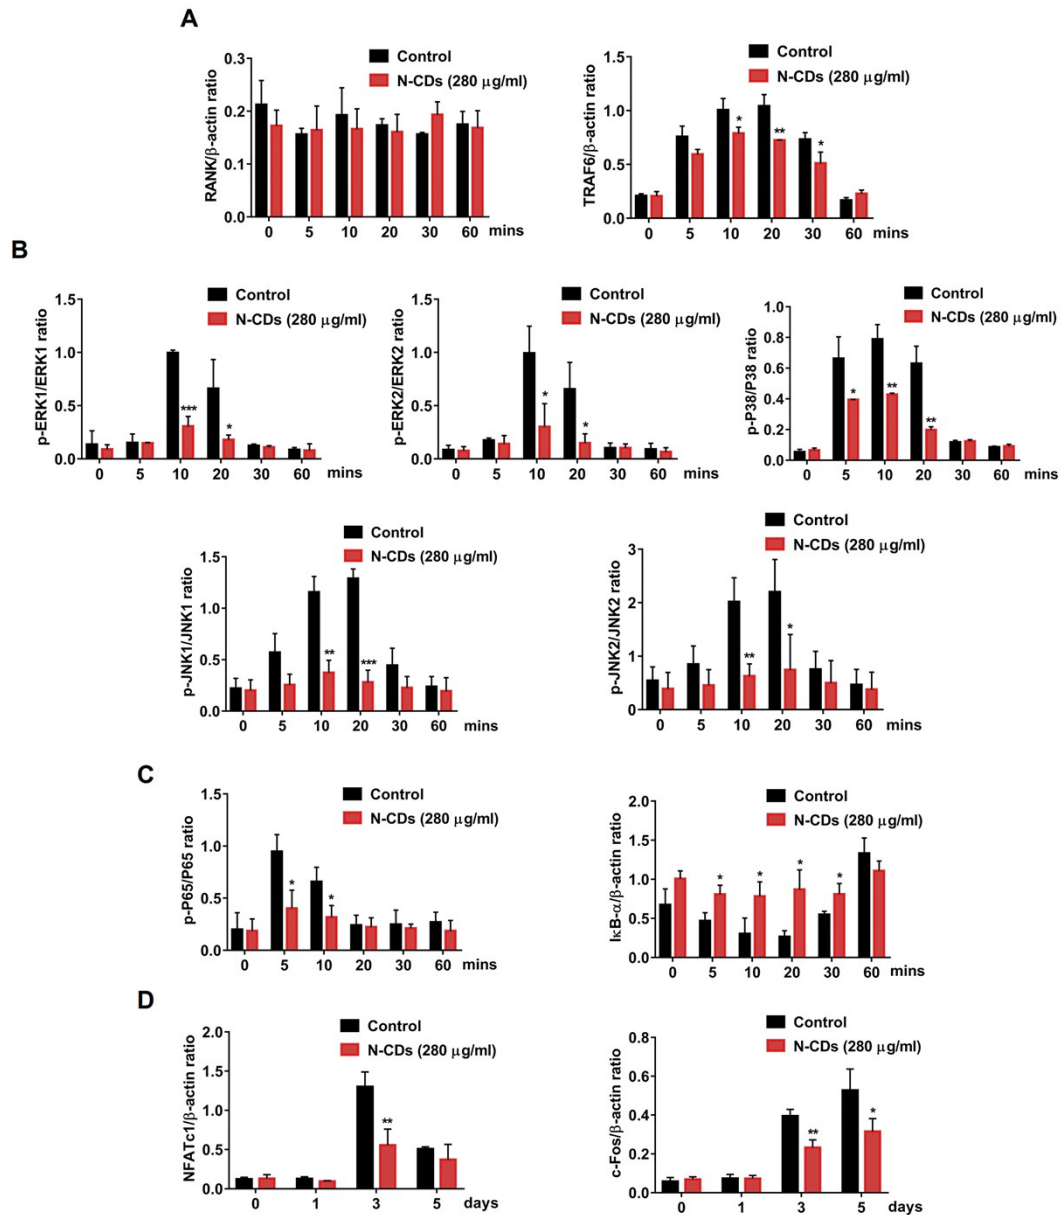 A
Control
N-CDs (280 μg/ml)
RANK/β-actin ratio
0.3
0.2
0.1
0.0
0 5 10 20 30 60 mins
Control
N-CDs (280 μg/ml)
TRAF6/β-actin ratio
1.5
1.0
0.5
0.0
* ** *
0 5 10 20 30 60 mins
B
Control
N-CDs (280 μg/ml)
p-ERK1/ERK1 ratio
1.5
1.0
0.5
0.0
*** *
0 5 10 20 30 60 mins
Control
N-CDs (280 μg/ml)
p-ERK2/ERK2 ratio
1.5
1.0
0.5
0.0
* *
0 5 10 20 30 60 mins
Control
N-CDs (280 μg/ml)
p-P38/P38 ratio
1.0
0.8
0.6
0.4
0.2
0.0
* ** **
0 5 10 20 30 60 mins
Control
N-CDs (280 μg/ml)
p-JNK1/JNK1 ratio
1.5
1.0
0.5
0.0
** ***
0 5 10 20 30 60 mins
Control
N-CDs (280 μg/ml)
p-JNK2/JNK2 ratio
3
2
1
0
** *
0 5 10 20 30 60 mins
C
Control
N-CDs (280 μg/ml)
p-P65/P65 ratio
1.5
1.0
0.5
0.0
* *
0 5 10 20 30 60 mins
Control
N-CDs (280 μg/ml)
IκB-α/β-actin ratio
2.0
1.5
1.0
0.5
0.0
* * * *
0 5 10 20 30 60 mins
D
Control
N-CDs (280 μg/ml)
NFATc1/β-actin ratio
2.0
1.5
1.0
0.5
0.0
**
0 1 3 5 days
Control
N-CDs (280 μg/ml)
c-Fos/β-actin ratio
0.8
0.6
0.4
0.2
0.0
** *
0 1 3 5 days